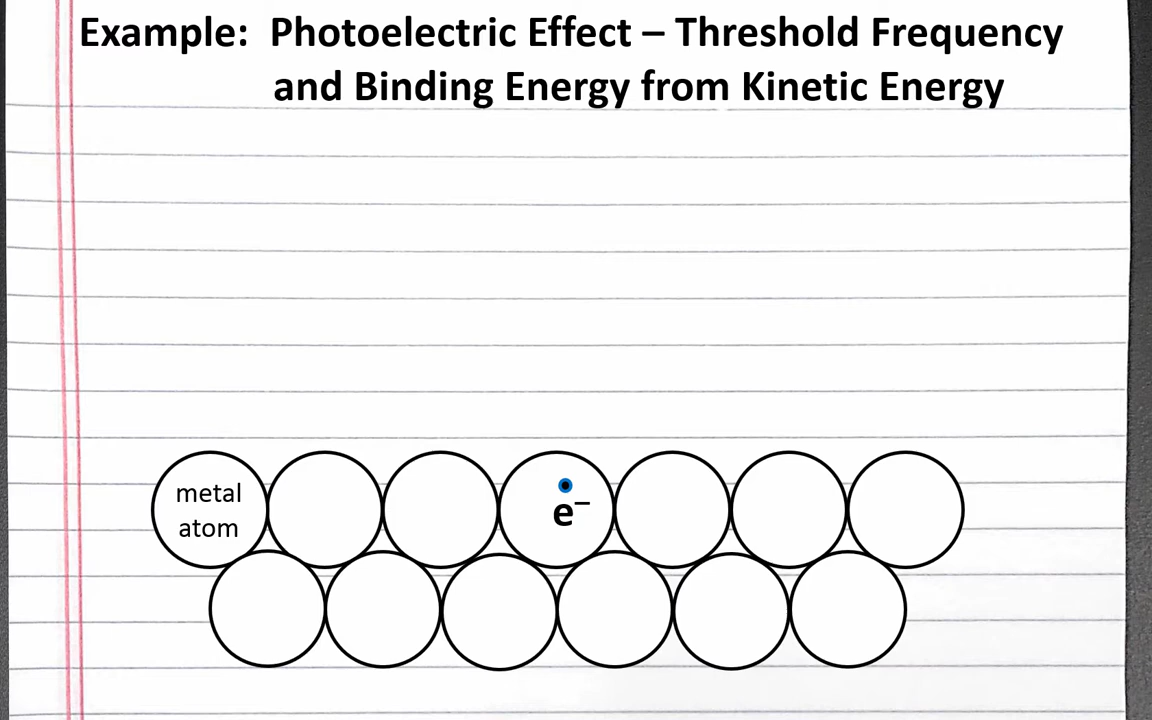 Example: Photoelectric Effect – Threshold Frequency
and Binding Energy from Kinetic Energy
metal
atom
e⁻